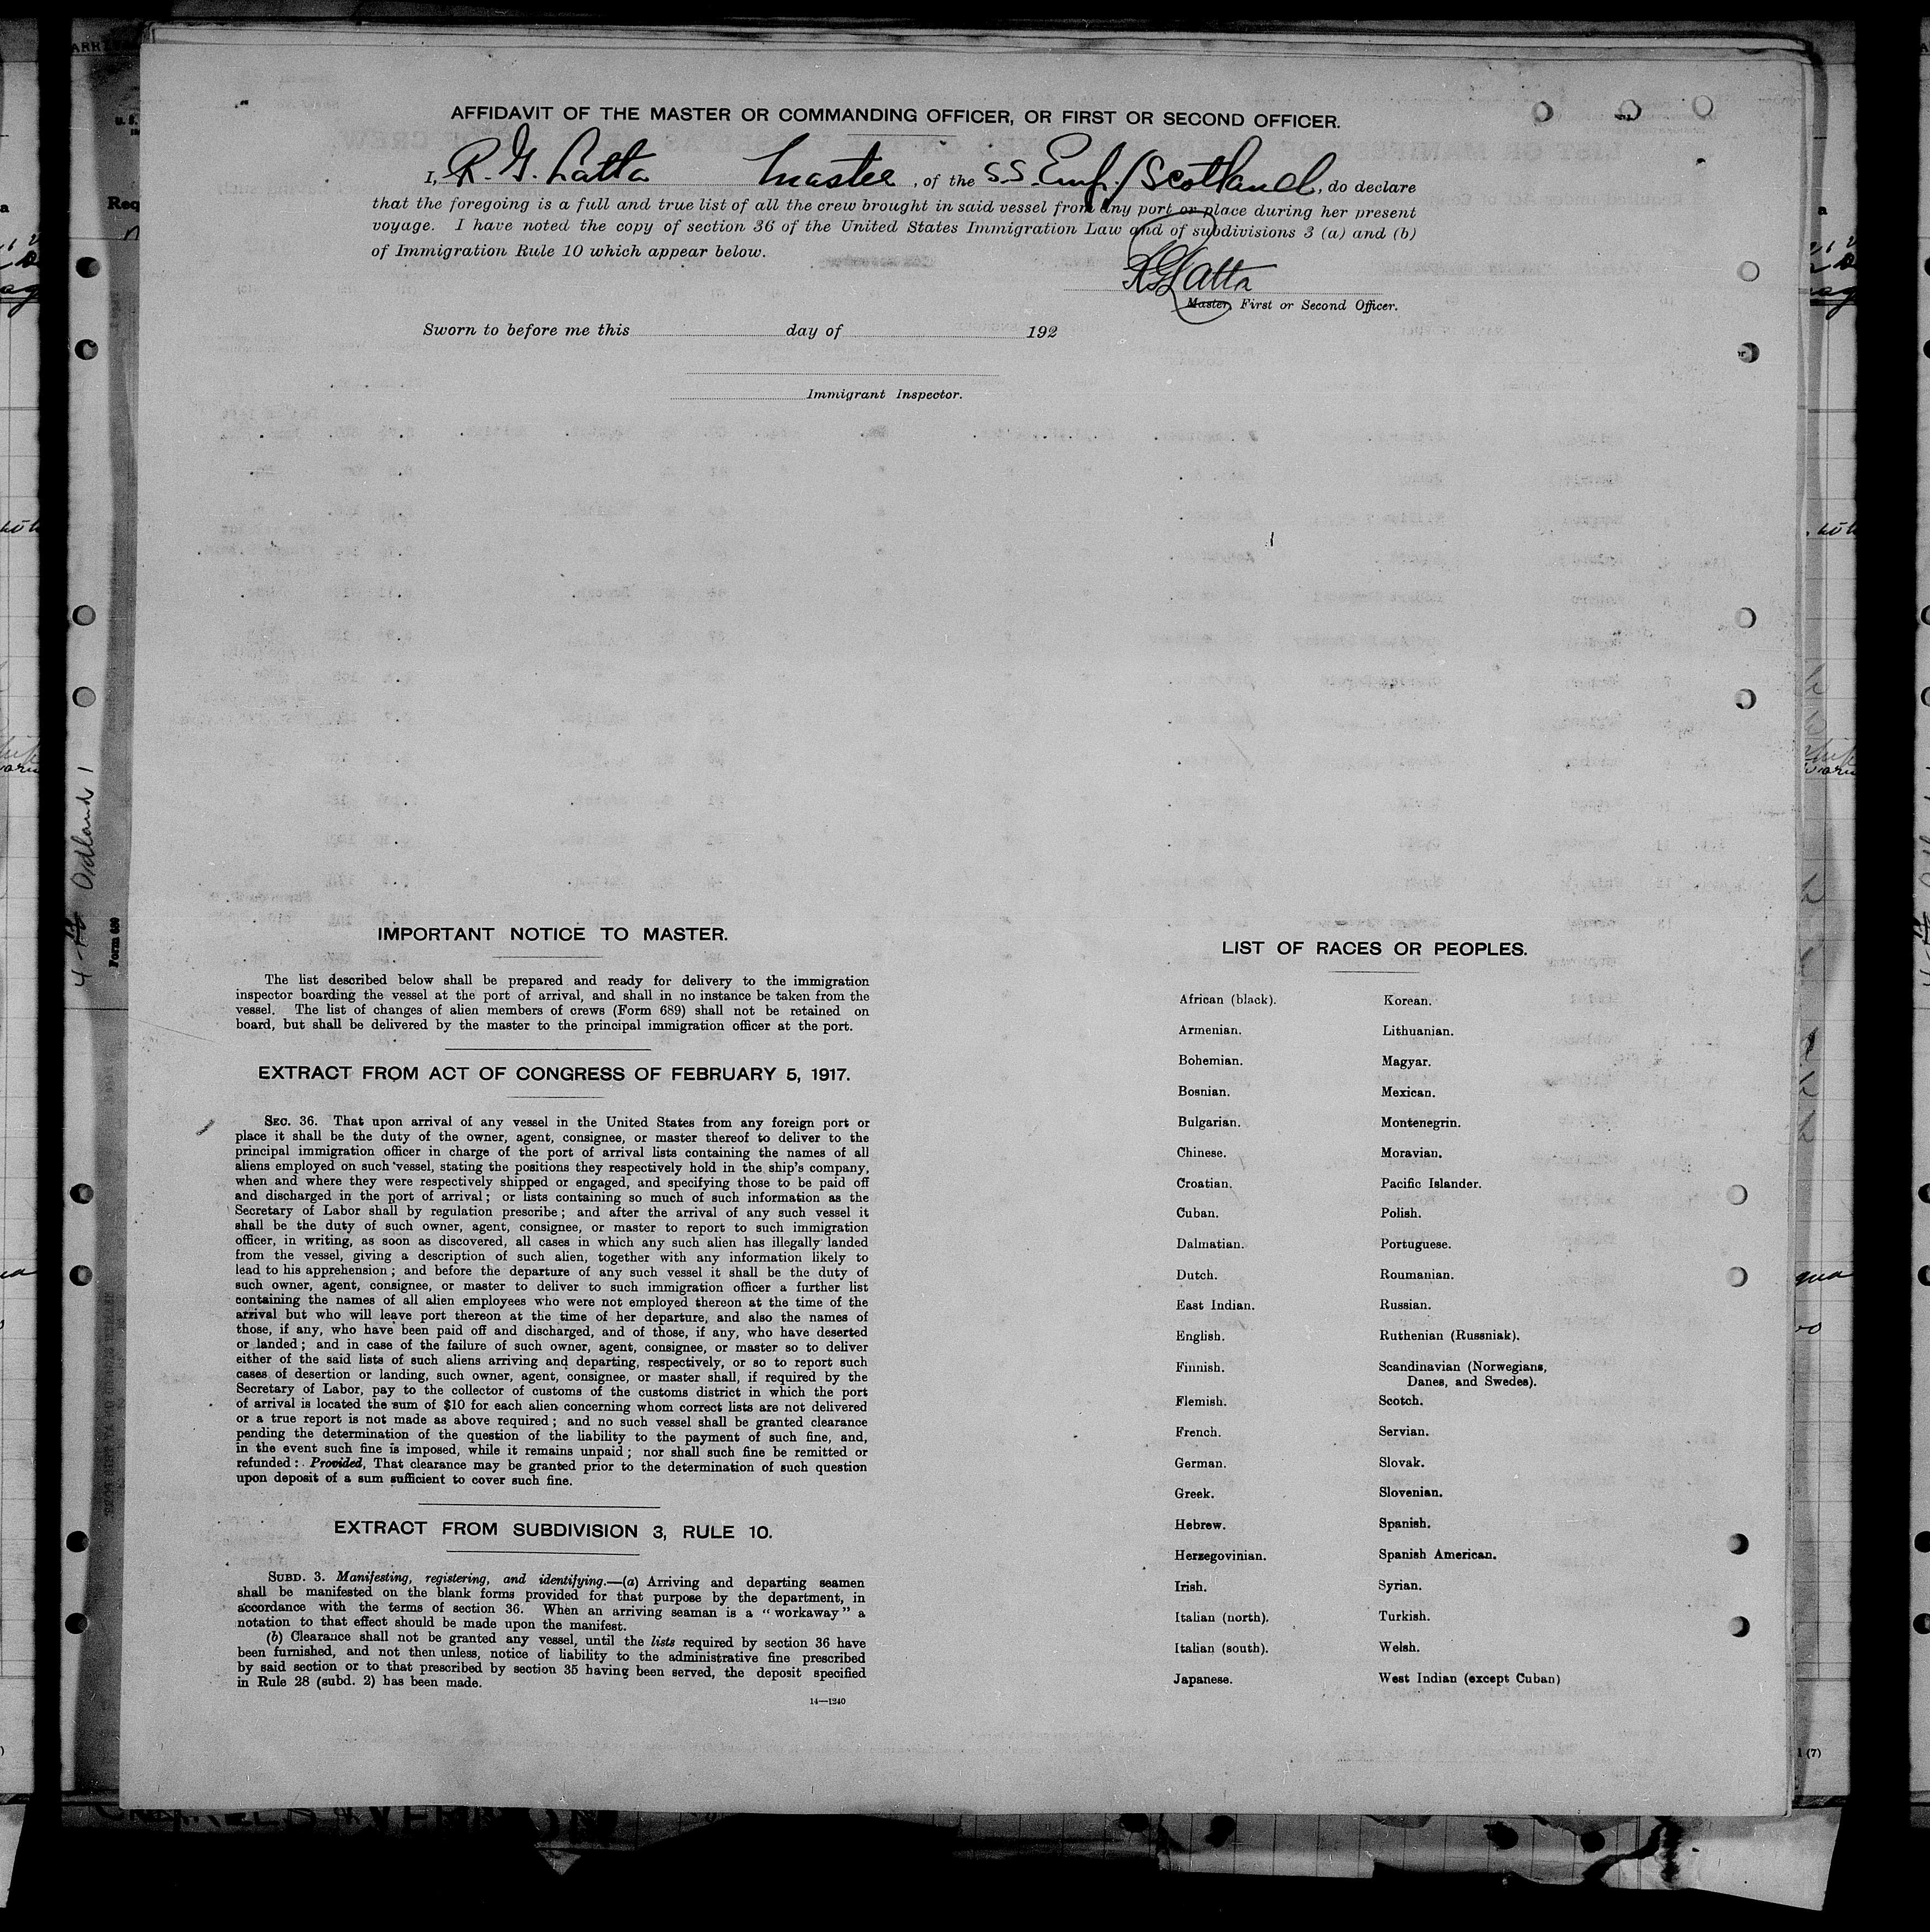 AFFIDAVIT OF THE MASTER OR COMMANDING OFFICER, OR FIRST OR SECOND OFFICER.
I, R. G. Latta Master, of the S.S. Emp/Scotland, do declare
that the foregoing is a full and true list of all the crew brought in said vessel from any port or place during her present
voyage. I have noted the copy of section 36 of the United States Immigration Law and of subdivisions 3 (a) and (b)
of Immigration Rule 10 which appear below.
RGLatta
Master, First or Second Officer.
Sworn to before me this day of 192
Immigrant Inspector.
IMPORTANT NOTICE TO MASTER.
The list described below shall be prepared and ready for delivery to the immigration
inspector boarding the vessel at the port of arrival, and shall in no instance be taken from the
vessel. The list of changes of alien members of crews (Form 689) shall not be retained on
board, but shall be delivered by the master to the principal immigration officer at the port.
EXTRACT FROM ACT OF CONGRESS OF FEBRUARY 5, 1917.
SEC. 36. That upon arrival of any vessel in the United States from any foreign port or
place it shall be the duty of the owner, agent, consignee, or master thereof to deliver to the
principal immigration officer in charge of the port of arrival lists containing the names of all
aliens employed on such vessel, stating the positions they respectively hold in the ship's company,
when and where they were respectively shipped or engaged, and specifying those to be paid off
and discharged in the port of arrival; or lists containing so much of such information as the
Secretary of Labor shall by regulation prescribe; and after the arrival of any such vessel it
shall be the duty of such owner, agent, consignee, or master to report to such immigration
officer, in writing, as soon as discovered, all cases in which any such alien has illegally landed
from the vessel, giving a description of such alien, together with any information likely to
lead to his apprehension; and before the departure of any such vessel it shall be the duty of
such owner, agent, consignee, or master to deliver to such immigration officer a further list
containing the names of all alien employees who were not employed thereon at the time of the
arrival but who will leave port thereon at the time of her departure, and also the names of
those, if any, who have been paid off and discharged, and of those, if any, who have deserted
or landed; and in case of the failure of such owner, agent, consignee, or master so to deliver
either of the said lists of such aliens arriving and departing, respectively, or so to report such
cases of desertion or landing, such owner, agent, consignee, or master shall, if required by the
Secretary of Labor, pay to the collector of customs of the customs district in which the port
of arrival is located the sum of $10 for each alien concerning whom correct lists are not delivered
or a true report is not made as above required; and no such vessel shall be granted clearance
pending the determination of the question of the liability to the payment of such fine, and,
in the event such fine is imposed, while it remains unpaid; nor shall such fine be remitted or
refunded: Provided, That clearance may be granted prior to the determination of such question
upon deposit of a sum sufficient to cover such fine.
EXTRACT FROM SUBDIVISION 3, RULE 10.
SUBD. 3. Manifesting, registering, and identifying.—(a) Arriving and departing seamen
shall be manifested on the blank forms provided for that purpose by the department, in
accordance with the terms of section 36. When an arriving seaman is a "workaway" a
notation to that effect should be made upon the manifest.
(b) Clearance shall not be granted any vessel, until the lists required by section 36 have
been furnished, and not then unless, notice of liability to the administrative fine prescribed
by said section or to that prescribed by section 35 having been served, the deposit specified
in Rule 28 (subd. 2) has been made.
14—1240
LIST OF RACES OR PEOPLES.
African (black). Korean.
Armenian. Lithuanian.
Bohemian. Magyar.
Bosnian. Mexican.
Bulgarian. Montenegrin.
Chinese. Moravian.
Croatian. Pacific Islander.
Cuban. Polish.
Dalmatian. Portuguese.
Dutch. Roumanian.
East Indian. Russian.
English. Ruthenian (Russniak).
Finnish. Scandinavian (Norwegians,
Danes, and Swedes).
Flemish. Scotch.
French. Servian.
German. Slovak.
Greek. Slovenian.
Hebrew. Spanish.
Herzegovinian. Spanish American.
Irish. Syrian.
Italian (north). Turkish.
Italian (south). Welsh.
Japanese. West Indian (except Cuban)
Form 680
Odland 1